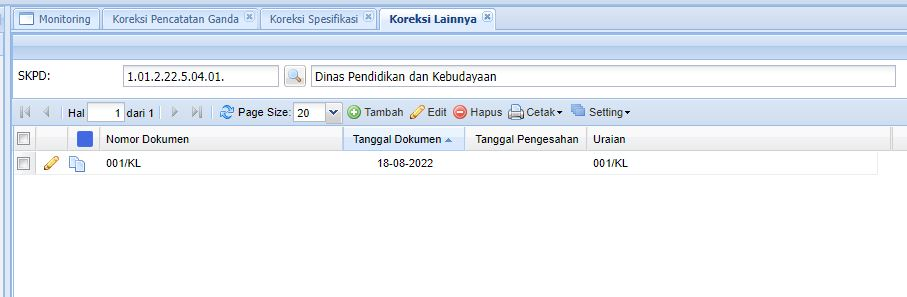 Monitoring Koreksi Pencatatan Ganda Koreksi Spesifikasi Koreksi Lainnya
SKPD: 1.01.2.22.5.04.01. Dinas Pendidikan dan Kebudayaan
Hal 1 dari 1 Page Size: 20 Tambah Edit Hapus Cetak Setting
Nomor Dokumen Tanggal Dokumen Tanggal Pengesahan Uraian
001/KL 18-08-2022 001/KL